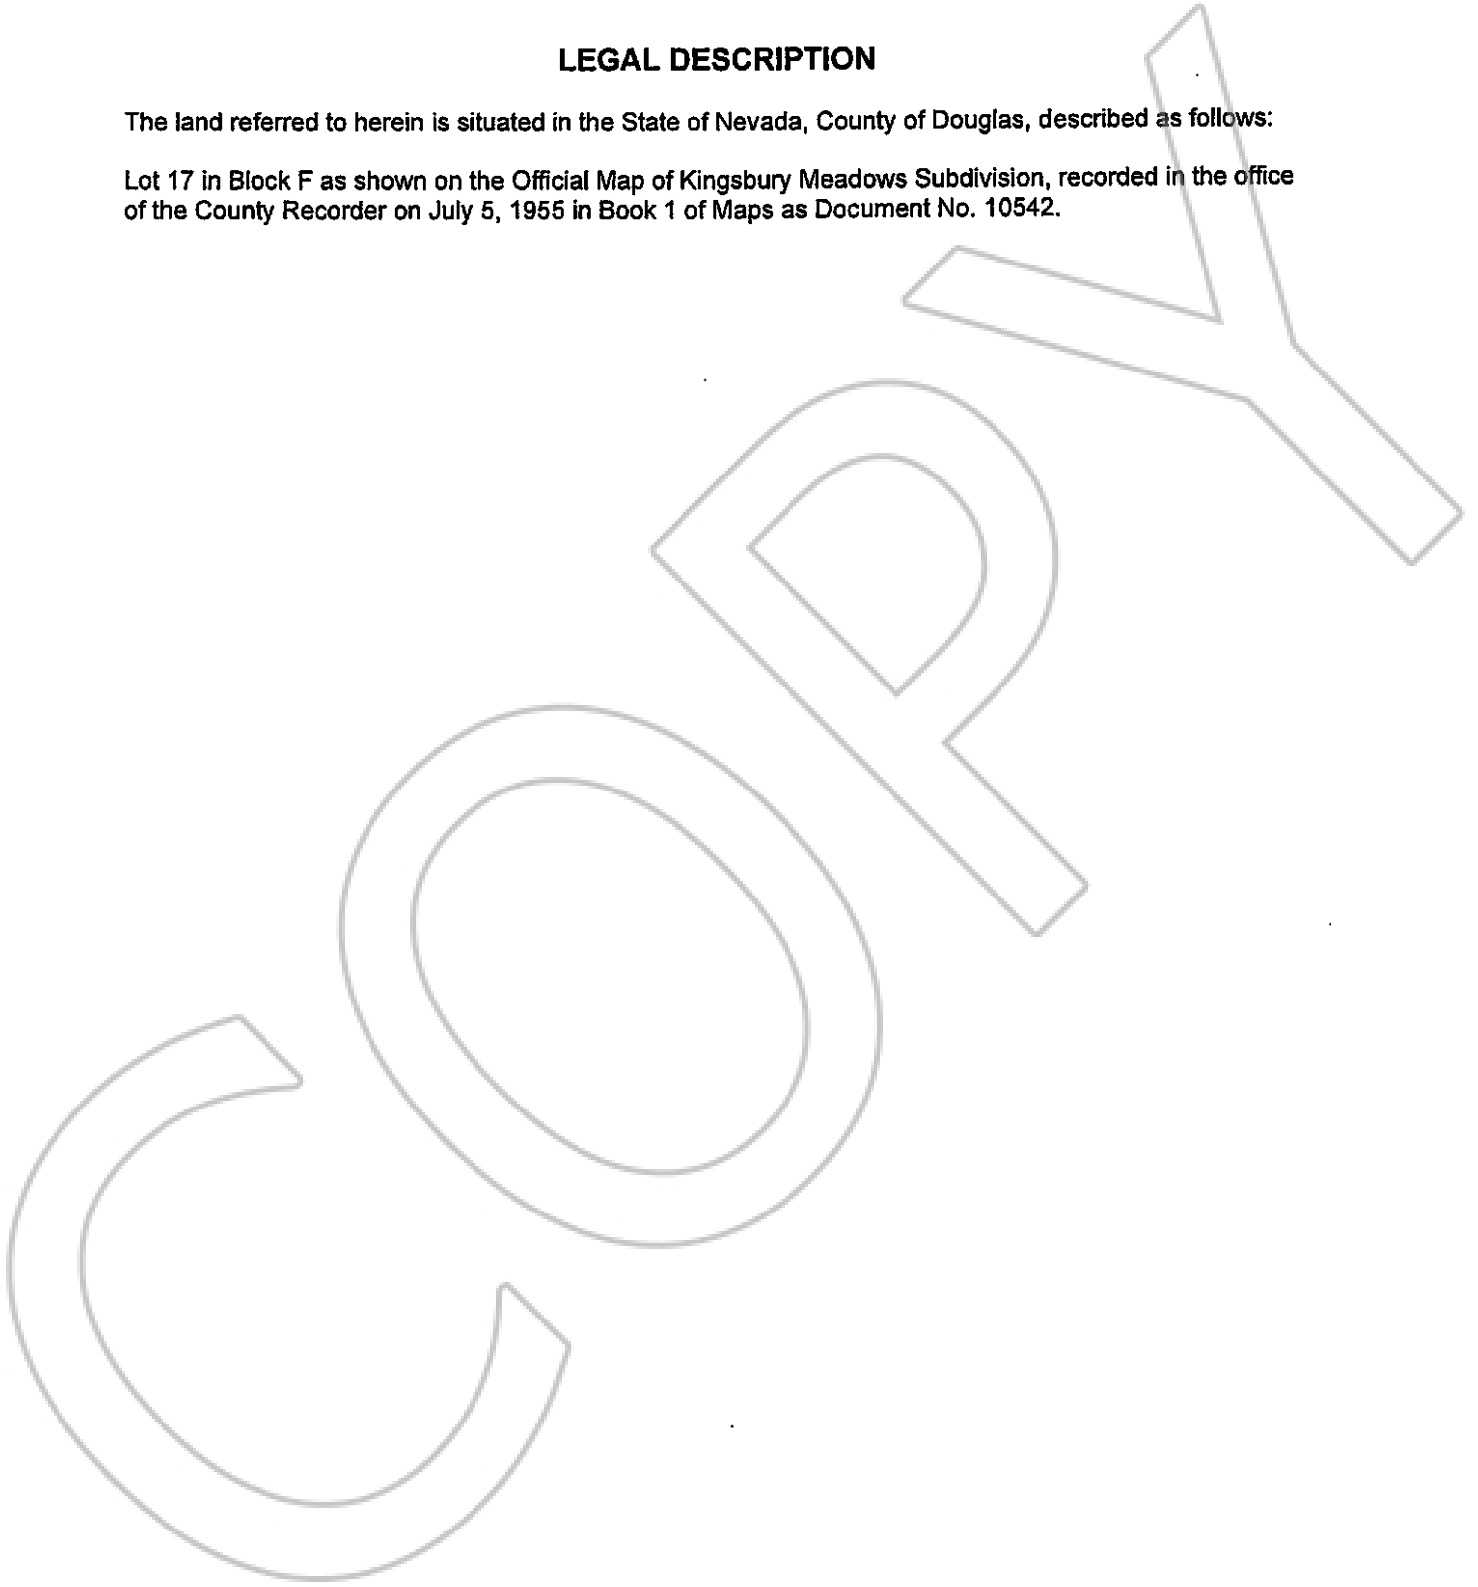 LEGAL DESCRIPTION
The land referred to herein is situated in the State of Nevada, County of Douglas, described as follows:
Lot 17 in Block F as shown on the Official Map of Kingsbury Meadows Subdivision, recorded in the office
of the County Recorder on July 5, 1955 in Book 1 of Maps as Document No. 10542.
COPY